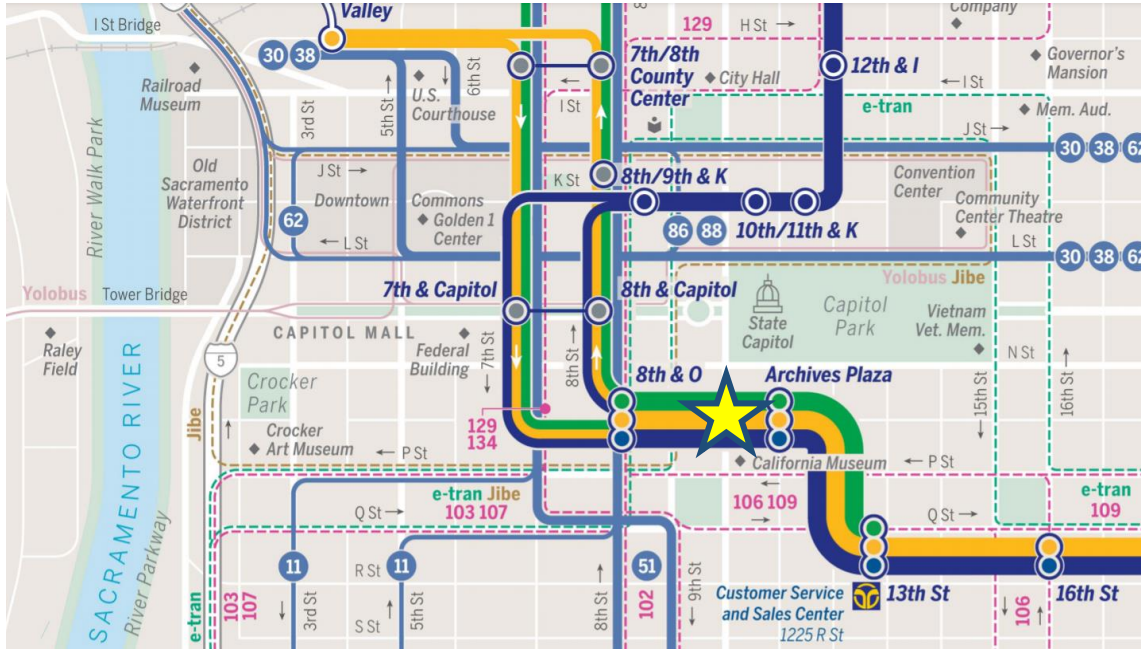 Valley
129
H St →
Company
I St Bridge
30 38
7th/8th
County
Center
City Hall
12th & I
Governor's
Mansion
Railroad
Museum
6th St
5th St
3rd St
U.S.
Courthouse
I St
← I St
e-tran
Mem. Aud.
J St →
30 38 62
River Walk Park
Old
Sacramento
Waterfront
District
J St →
Downtown
Commons
Golden 1
Center
K St
8th/9th & K
Convention
Center
Community
Center Theatre
62
← L St
86 88
10th/11th & K
L St
30 38 62
Yolobus
Tower Bridge
7th & Capitol
8th & Capitol
Yolobus Jibe
State
Capitol
Capitol
Park
Vietnam
Vet. Mem.
CAPITOL MALL
Raley
Field
5
Federal
Building
7th St
8th St
N St →
15th St
16th St
SACRAMENTO RIVER
Crocker
Park
8th & O
Archives Plaza
Jibe
129
134
Crocker
Art Museum
← P St
California Museum
← P St
e-tran Jibe
103 107
106 109
e-tran
109
Q St →
Q St →
River Parkway
11
R St
11
51
e-tran
103
107
3rd St
S St
5th St
8th St
102
9th St
Customer Service
and Sales Center
1225 R St
13th St
16th St
106